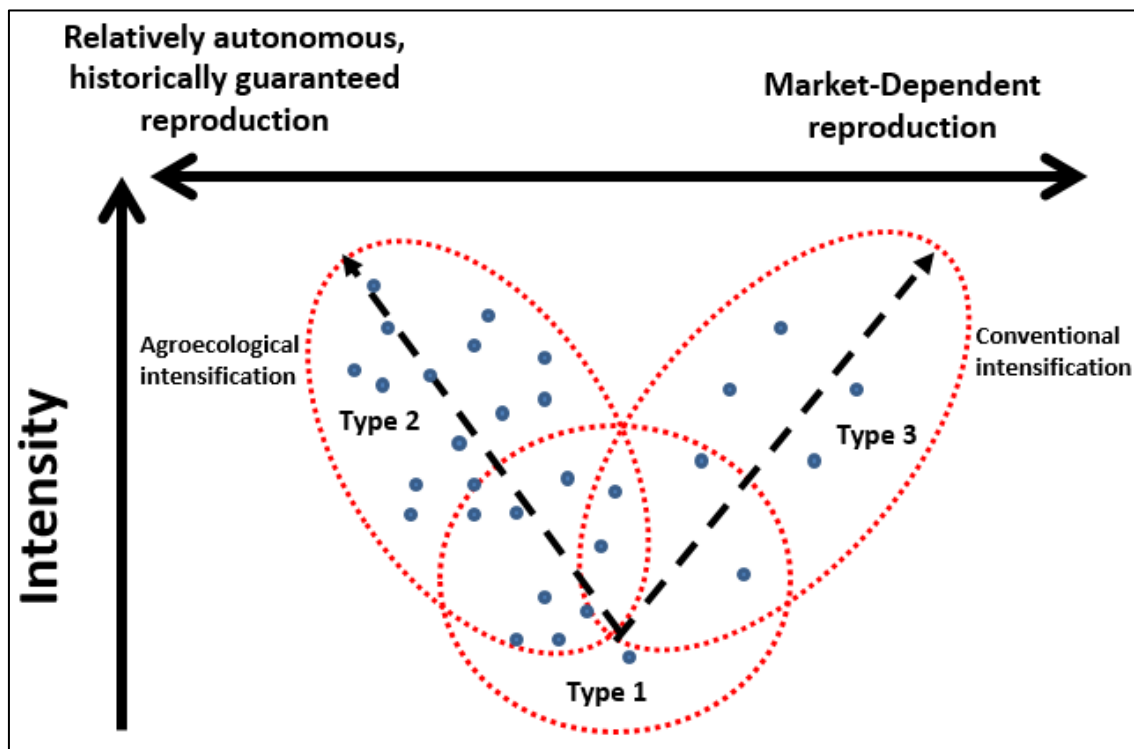 Relatively autonomous,
historically guaranteed
reproduction
Market-Dependent
reproduction
Agroecological
intensification
Conventional
intensification
Type 2
Type 3
Intensity
Type 1